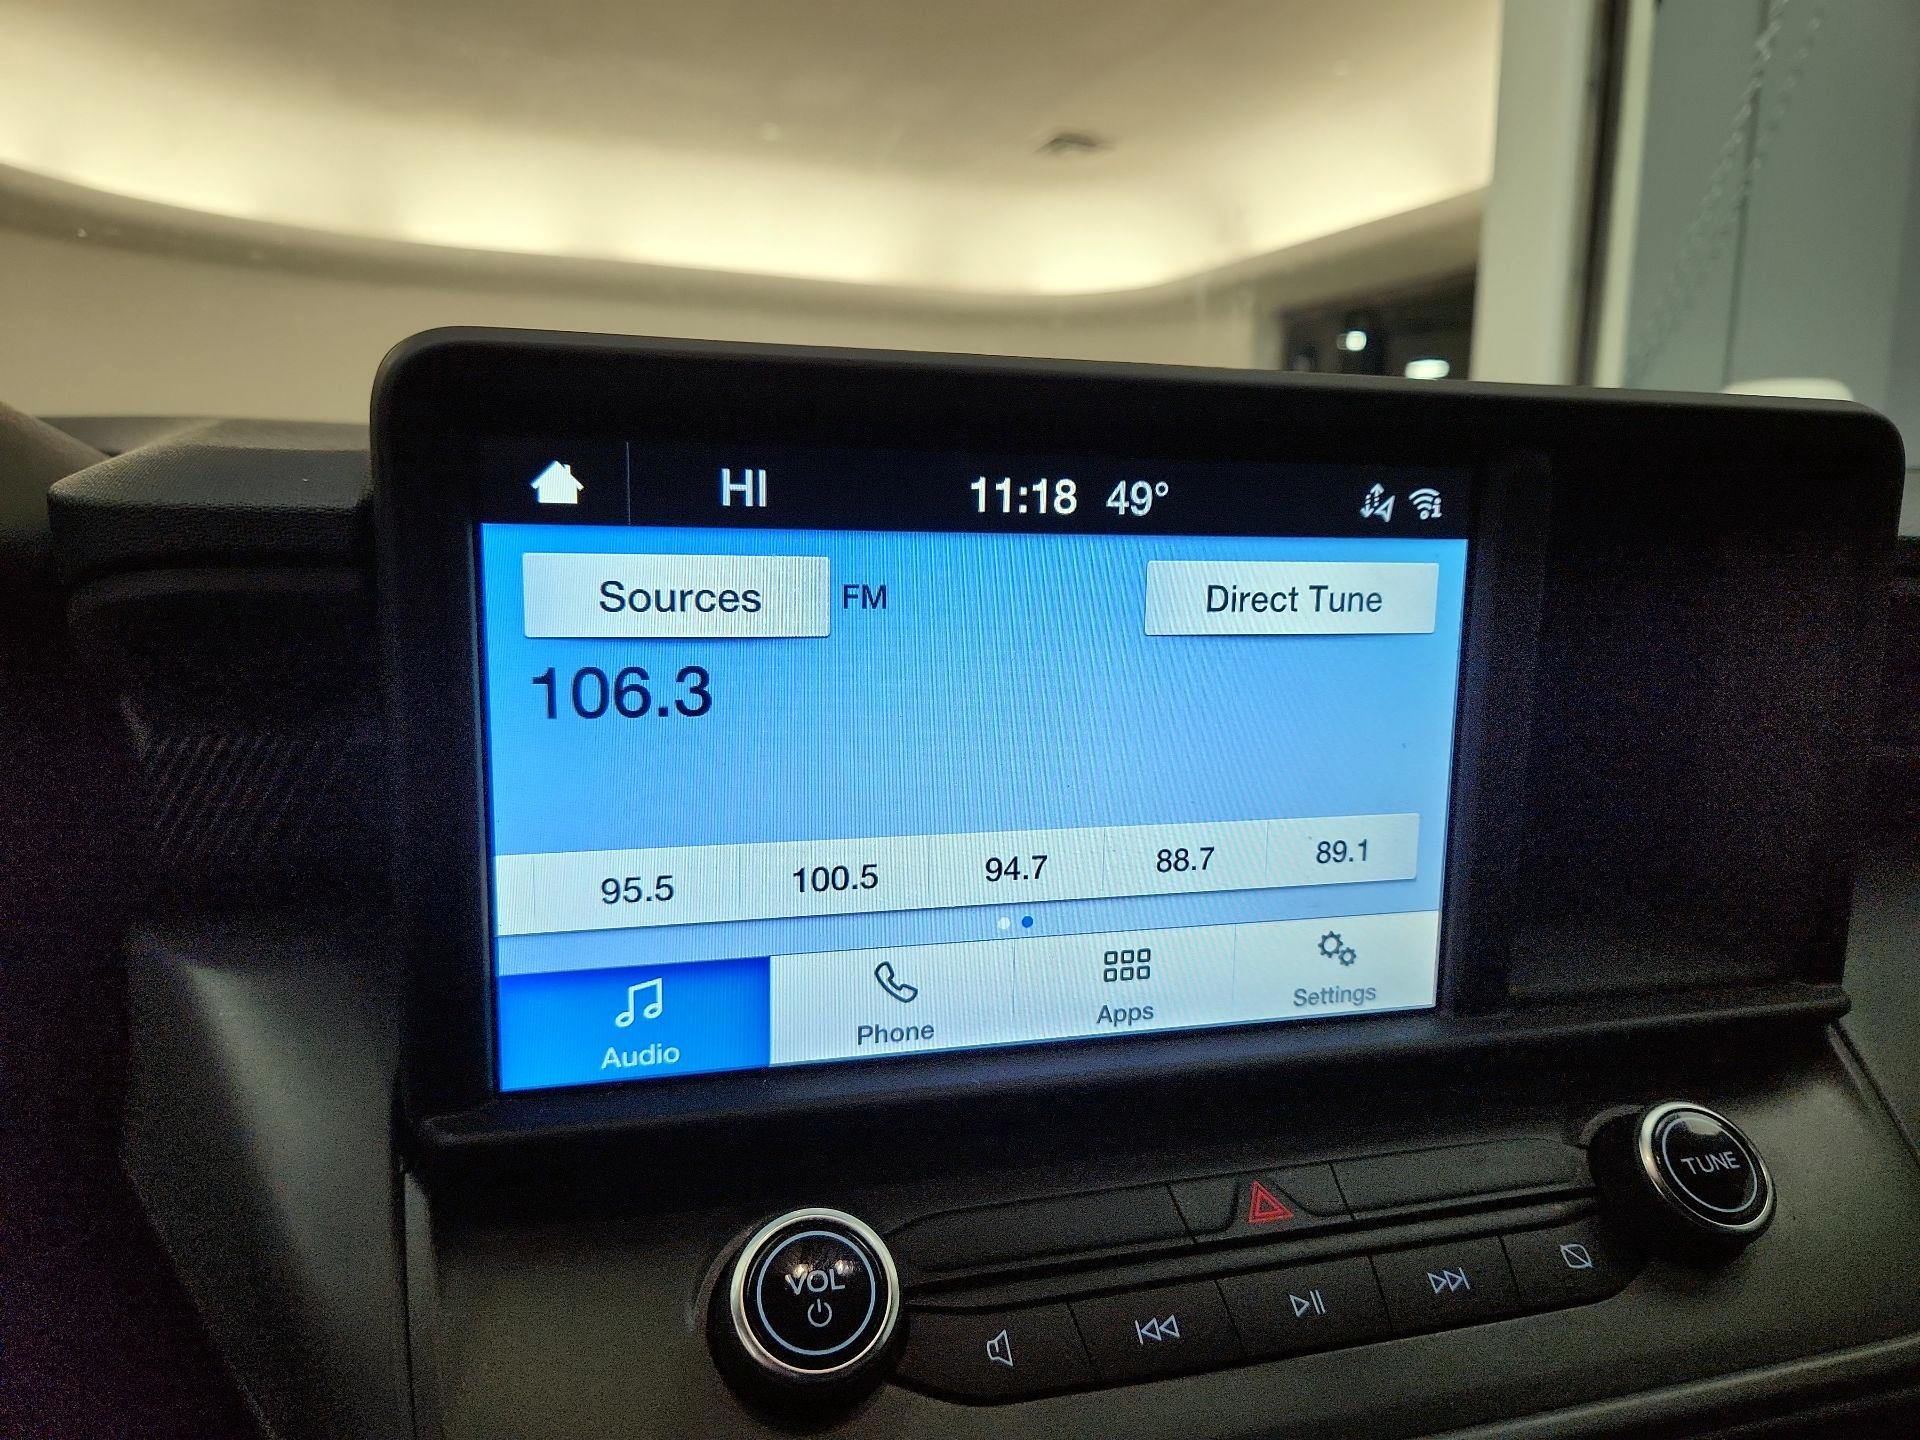 HI 11:18 49°
Sources FM Direct Tune
106.3
95.5 100.5 94.7 88.7 89.1
Audio Phone Apps Settings
TUNE
VOL